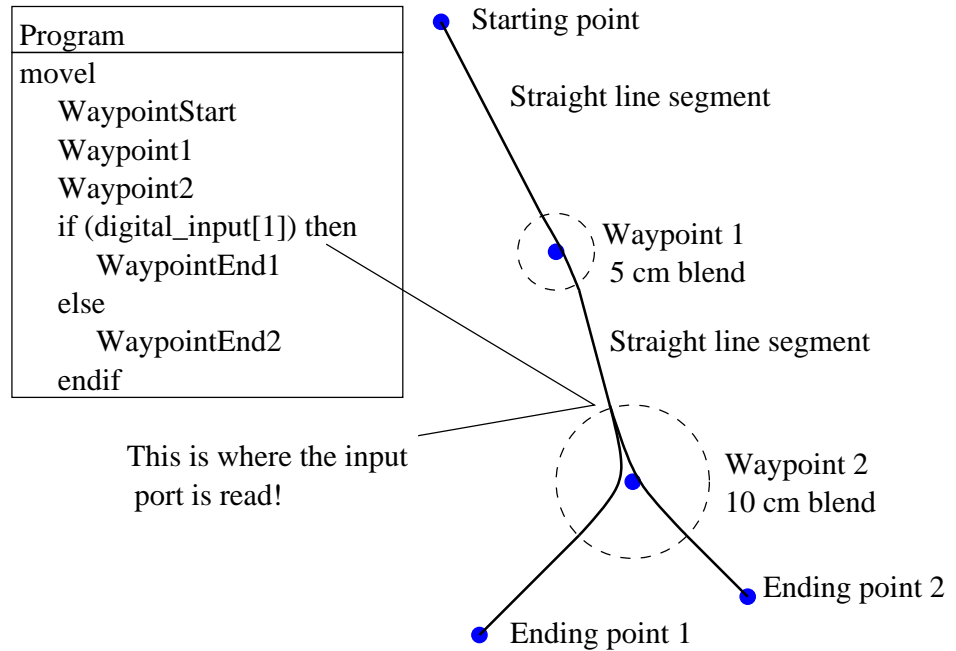 Program
movel
WaypointStart
Waypoint1
Waypoint2
if (digital_input[1]) then
WaypointEnd1
else
WaypointEnd2
endif
This is where the input
port is read!
Starting point
Straight line segment
Waypoint 1
5 cm blend
Straight line segment
Waypoint 2
10 cm blend
Ending point 2
Ending point 1